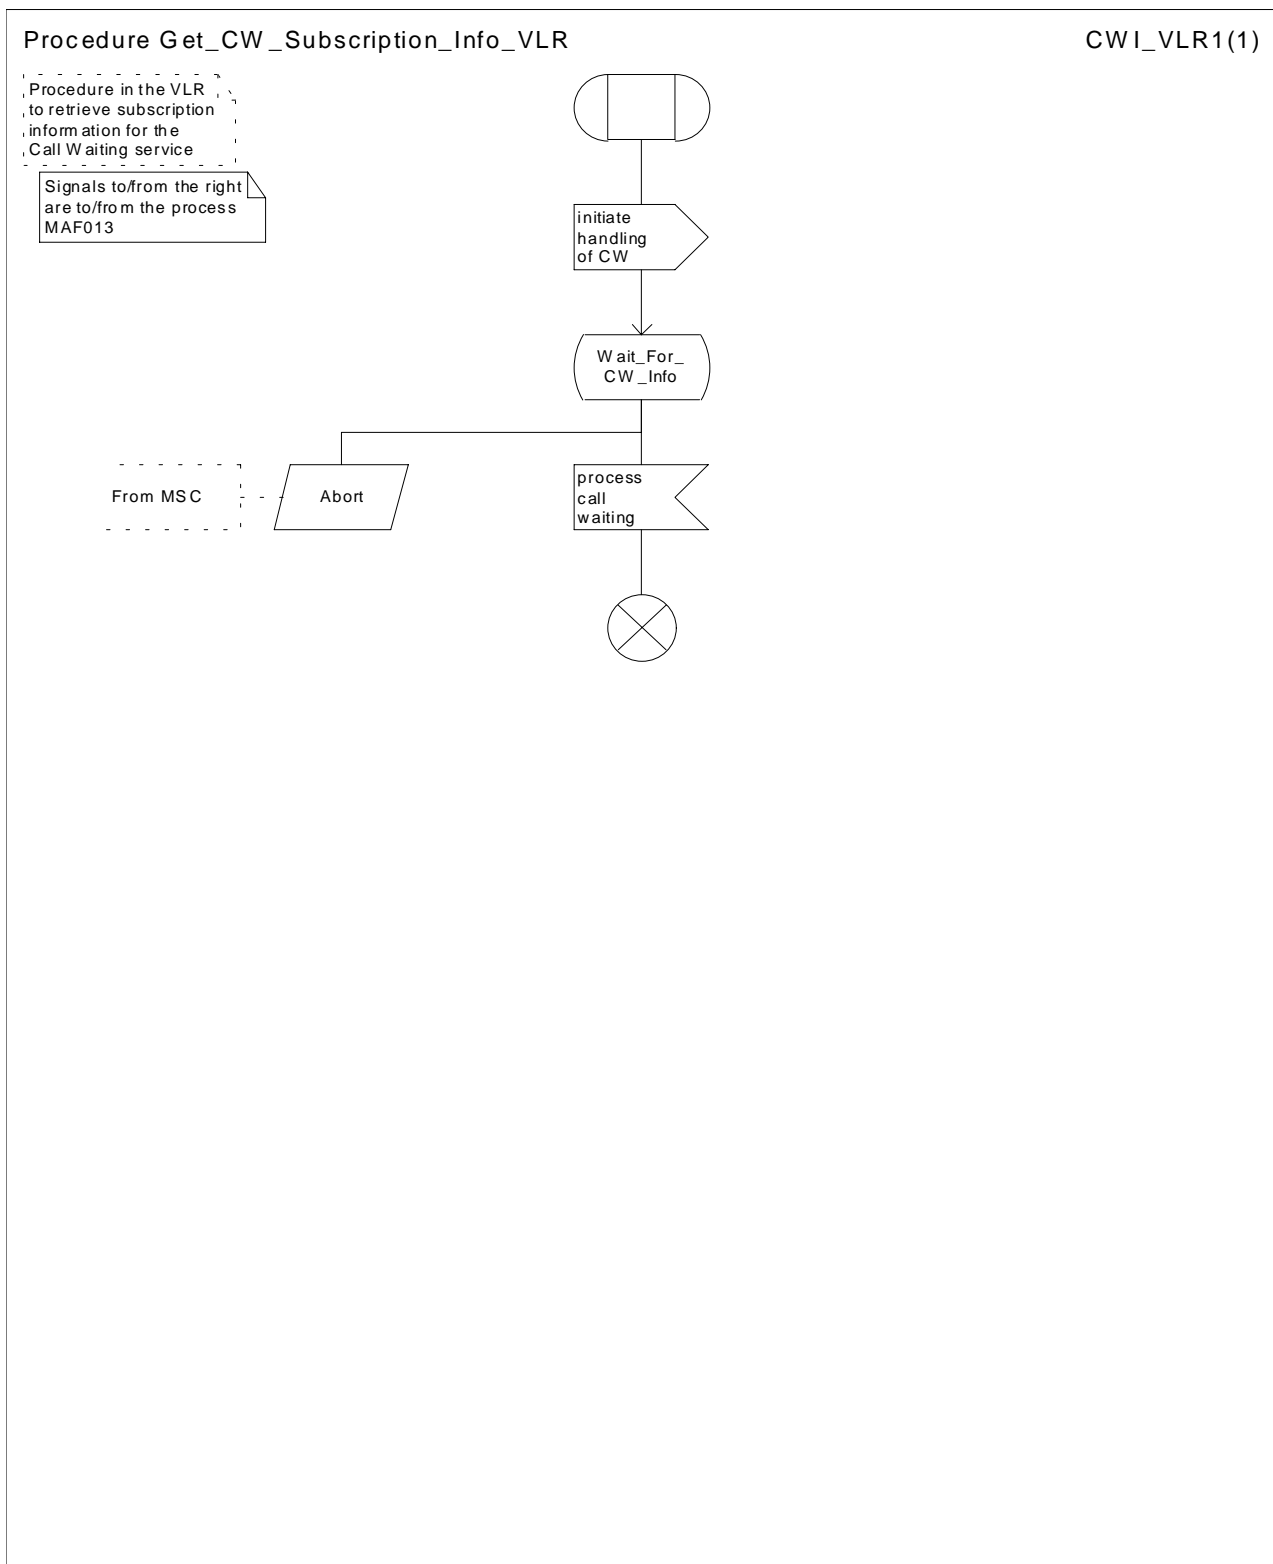 Procedure Get_CW_Subscription_Info_VLR
CWI_VLR1(1)
Procedure in the VLR
to retrieve subscription
information for the
Call Waiting service
Signals to/from the right
are to/from the process
MAF013
initiate
handling
of CW
Wait_For_
CW_Info
From MSC
Abort
process
call
waiting